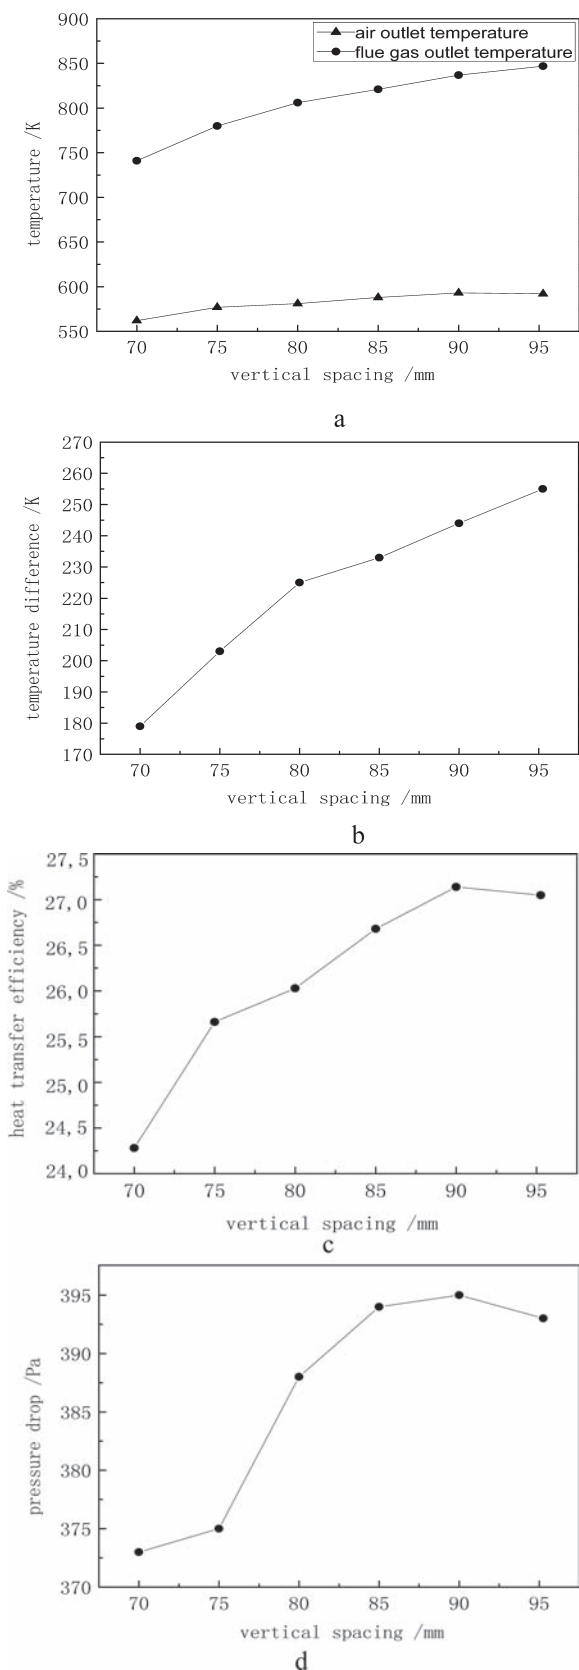 900
850
800
750
700
650
600
550
temperature /K
air outlet temperature
flue gas outlet temperature
70 75 80 85 90 95
vertical spacing /mm
a
270
260
250
240
230
220
210
200
190
180
170
temperature difference /K
70 75 80 85 90 95
vertical spacing /mm
b
27,5
27,0
26,5
26,0
25,5
25,0
24,5
24,0
heat transfer efficiency /%
70 75 80 85 90 95
vertical spacing /mm
c
395
390
385
380
375
370
pressure drop /Pa
70 75 80 85 90 95
vertical spacing /mm
d